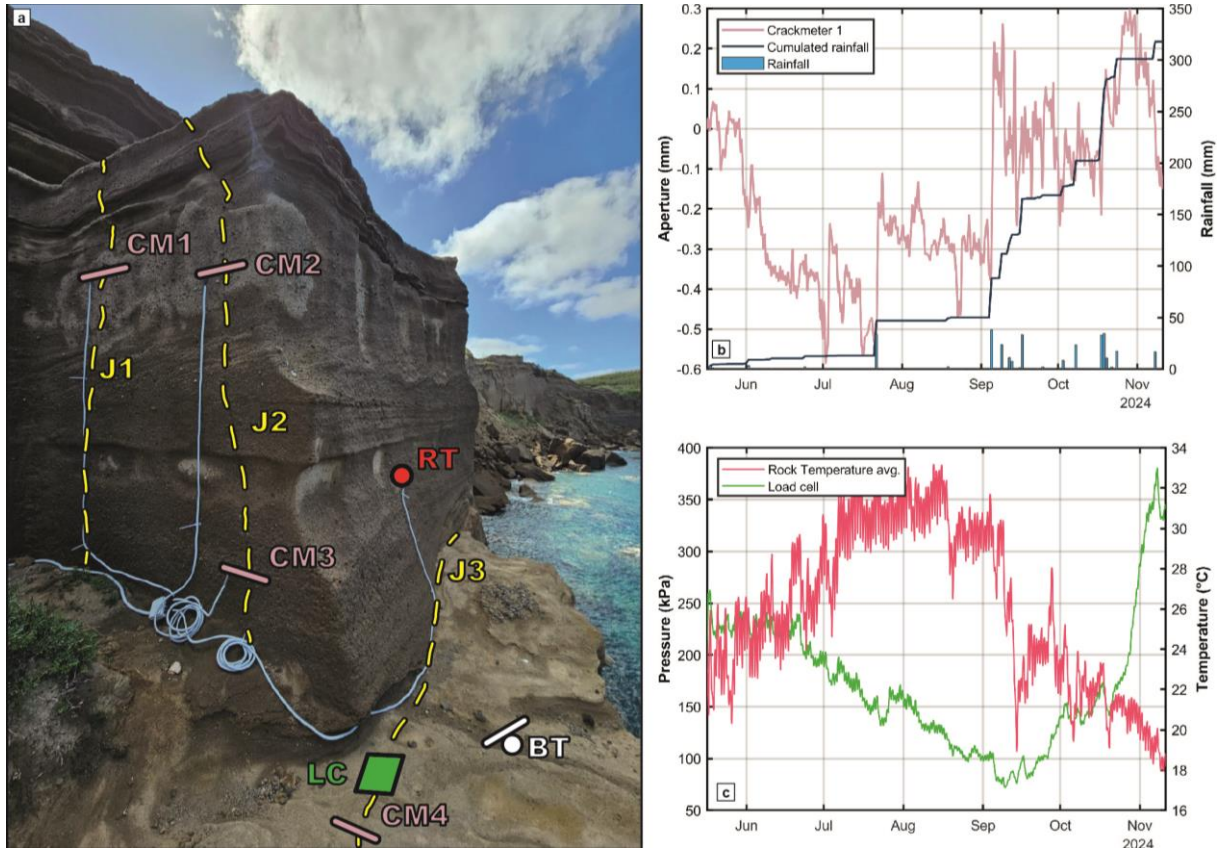 a
CM1
CM2
J1
J2
RT
CM3
J3
BT
LC
CM4
Crackmeter 1
Cumulated rainfall
Rainfall
Aperture (mm)
Rainfall (mm)
0.3
0.2
0.1
0
-0.1
-0.2
-0.3
-0.4
-0.5
-0.6
350
300
250
200
150
100
50
0
b
Jun Jul Aug Sep Oct Nov
2024
Rock Temperature avg.
Load cell
Pressure (kPa)
Temperature (°C)
400
350
300
250
200
150
100
50
34
32
30
28
26
24
22
20
18
16
c
Jun Jul Aug Sep Oct Nov
2024